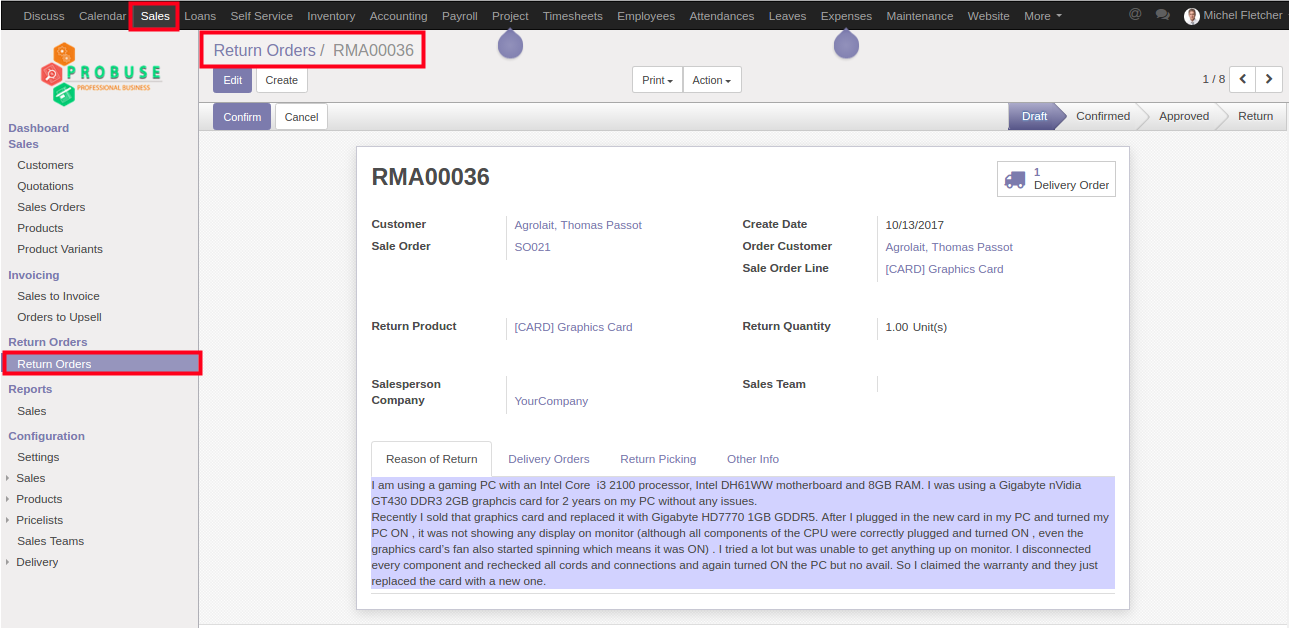 Discuss Calendar Sales Loans Self Service Inventory Accounting Payroll Project Timesheets Employees Attendances Leaves Expenses Maintenance Website More @ Michel Fletcher
PROBUSE
PROFESSIONAL BUSINESS
Return Orders / RMA00036
Edit Create Print Action 1 / 8
Confirm Cancel Draft Confirmed Approved Return
Dashboard
Sales
Customers
Quotations
Sales Orders
Products
Product Variants
Invoicing
Sales to Invoice
Orders to Upsell
Return Orders
Return Orders
Reports
Sales
Configuration
Settings
Sales
Products
Pricelists
Sales Teams
Delivery
RMA00036
1
Delivery Order
Customer Agrolait, Thomas Passot Create Date 10/13/2017
Sale Order SO021 Order Customer Agrolait, Thomas Passot
Sale Order Line [CARD] Graphics Card
Return Product [CARD] Graphics Card Return Quantity 1.00 Unit(s)
Salesperson Sales Team
Company YourCompany
Reason of Return Delivery Orders Return Picking Other Info
I am using a gaming PC with an Intel Core  i3 2100 processor, Intel DH61WW motherboard and 8GB RAM. I was using a Gigabyte nVidia
GT430 DDR3 2GB graphcis card for 2 years on my PC without any issues.
Recently I sold that graphics card and replaced it with Gigabyte HD7770 1GB GDDR5. After I plugged in the new card in my PC and turned my
PC ON , it was not showing any display on monitor (although all components of the CPU were correctly plugged and turned ON , even the
graphics card's fan also started spinning which means it was ON) . I tried a lot but was unable to get anything up on monitor. I disconnected
every component and rechecked all cords and connections and again turned ON the PC but no avail. So I claimed the warranty and they just
replaced the card with a new one.